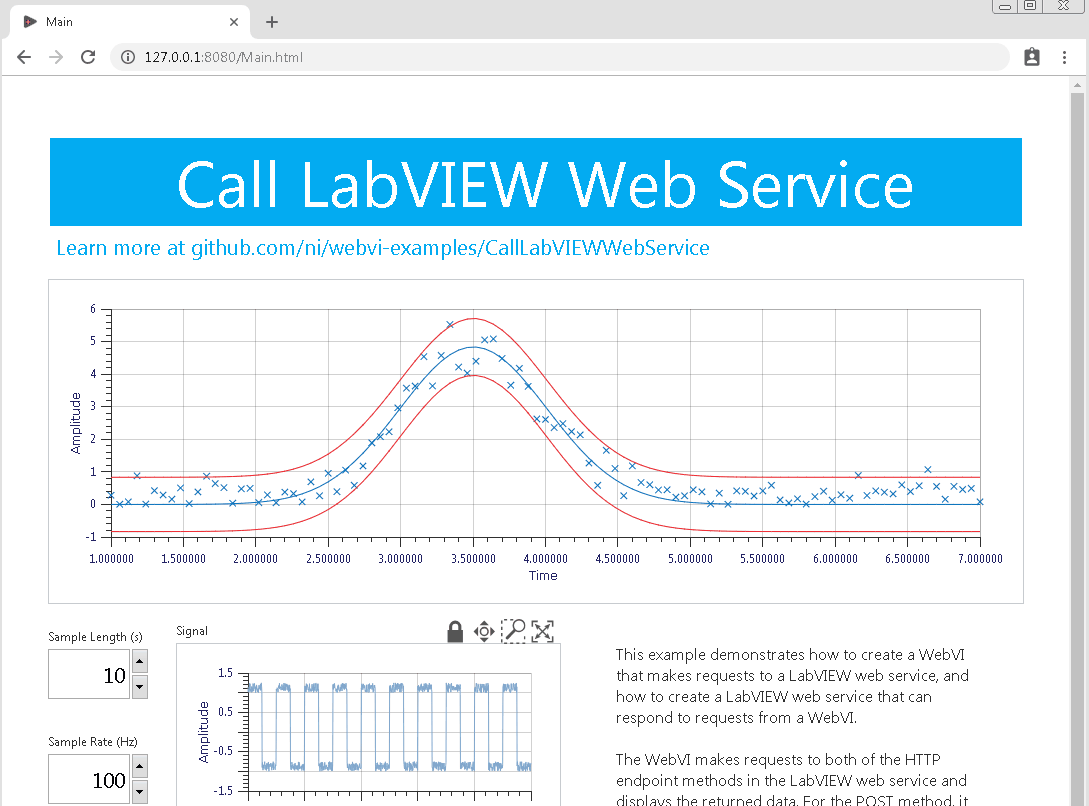 Main
127.0.0.1:8080/Main.html
Call LabVIEW Web Service
Learn more at github.com/ni/webvi-examples/CallLabVIEWWebService
6
5
4
3
2
1
0
-1
Amplitude
1.000000 1.500000 2.000000 2.500000 3.000000 3.500000 4.000000 4.500000 5.000000 5.500000 6.000000 6.500000 7.000000
Time
Sample Length (s)
10
Sample Rate (Hz)
100
Signal
1.5
0.5
-0.5
-1.5
Amplitude
This example demonstrates how to create a WebVI
that makes requests to a LabVIEW web service, and
how to create a LabVIEW web service that can
respond to requests from a WebVI.
The WebVI makes requests to both of the HTTP
endpoint methods in the LabVIEW web service and
displays the returned data. For the POST method, it